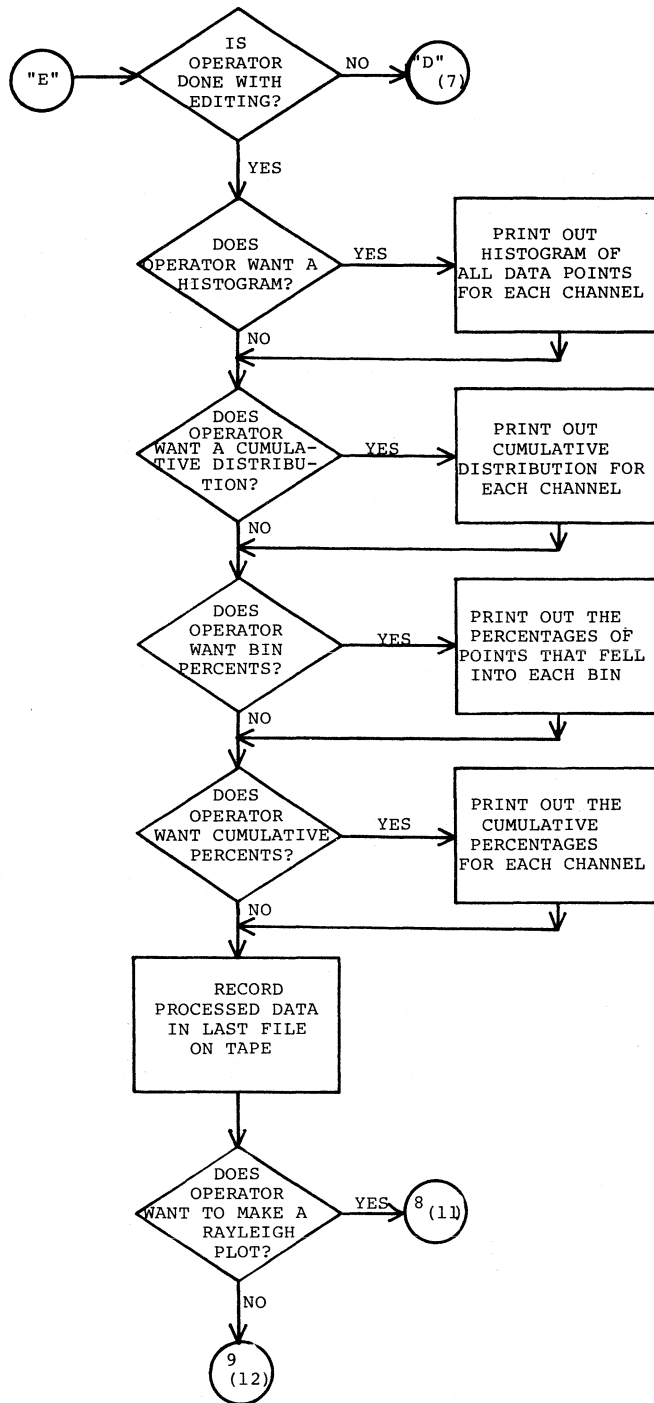 "E"
IS
OPERATOR
DONE WITH
EDITING?
NO
"D"
(7)
YES
DOES
OPERATOR WANT A
HISTOGRAM?
YES
PRINT OUT
HISTOGRAM OF
ALL DATA POINTS
FOR EACH CHANNEL
NO
DOES
OPERATOR
WANT A CUMULA-
TIVE DISTRIBU-
TION?
YES
PRINT OUT
CUMULATIVE
DISTRIBUTION FOR
EACH CHANNEL
NO
DOES
OPERATOR
WANT BIN
PERCENTS?
YES
PRINT OUT THE
PERCENTAGES OF
POINTS THAT FELL
INTO EACH BIN
NO
DOES
OPERATOR
WANT CUMULATIVE
PERCENTS?
YES
PRINT OUT THE
CUMULATIVE
PERCENTAGES
FOR EACH CHANNEL
NO
RECORD
PROCESSED DATA
IN LAST FILE
ON TAPE
DOES
OPERATOR
WANT TO MAKE A
RAYLEIGH
PLOT?
YES
8
(11)
NO
9
(12)